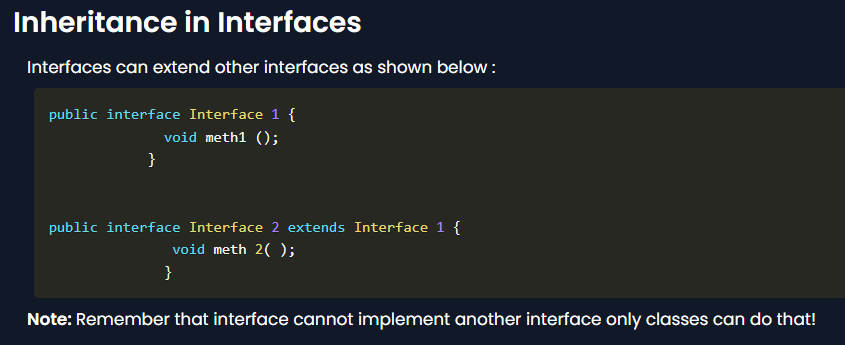 Inheritance in Interfaces
Interfaces can extend other interfaces as shown below :
public interface Interface 1 {
void meth1 ();
}
public interface Interface 2 extends Interface 1 {
void meth 2( );
}
Note: Remember that interface cannot implement another interface only classes can do that!